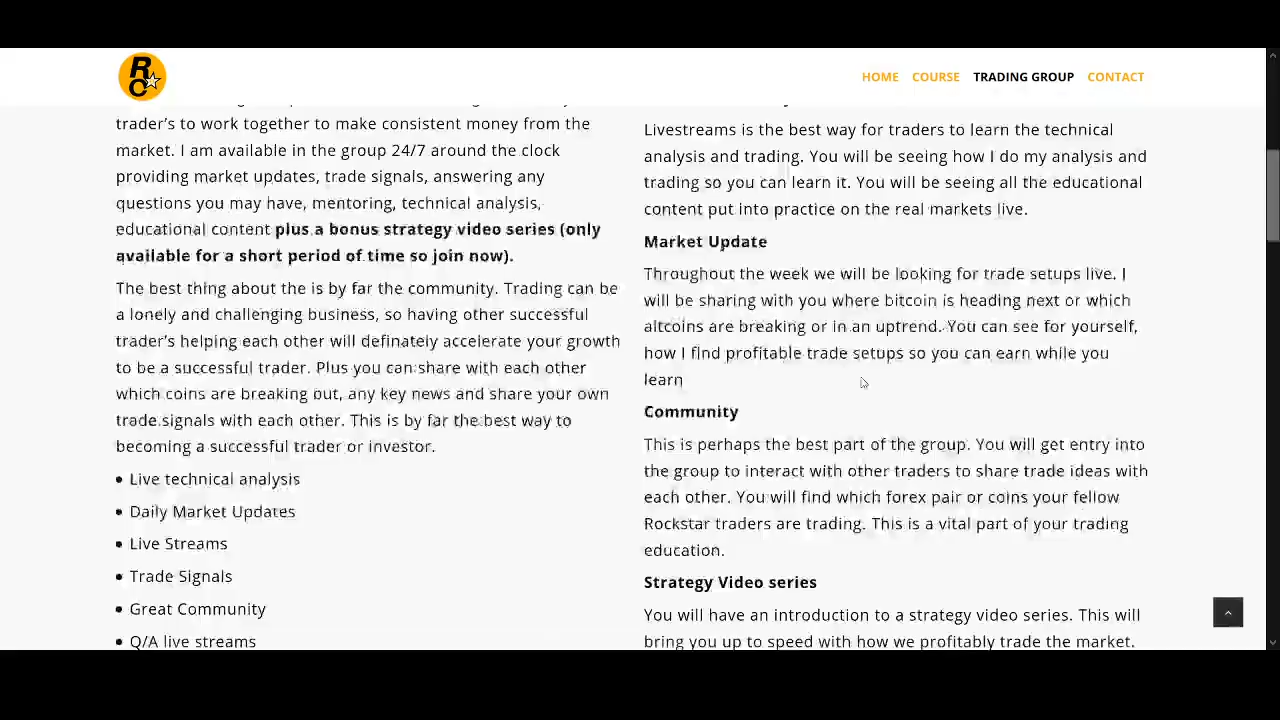 RC
HOME COURSE TRADING GROUP CONTACT
trader's to work together to make consistent money from the
market. I am available in the group 24/7 around the clock
providing market updates, trade signals, answering any
questions you may have, mentoring, technical analysis,
educational content plus a bonus strategy video series (only
available for a short period of time so join now).
The best thing about the is by far the community. Trading can be
a lonely and challenging business, so having other successful
trader's helping each other will definately accelerate your growth
to be a successful trader. Plus you can share with each other
which coins are breaking out, any key news and share your own
trade signals with each other. This is by far the best way to
becoming a successful trader or investor.
• Live technical analysis
• Daily Market Updates
• Live Streams
• Trade Signals
• Great Community
• Q/A live streams
Livestreams is the best way for traders to learn the technical
analysis and trading. You will be seeing how I do my analysis and
trading so you can learn it. You will be seeing all the educational
content put into practice on the real markets live.
Market Update
Throughout the week we will be looking for trade setups live. I
will be sharing with you where bitcoin is heading next or which
altcoins are breaking or in an uptrend. You can see for yourself,
how I find profitable trade setups so you can earn while you
learn
Community
This is perhaps the best part of the group. You will get entry into
the group to interact with other traders to share trade ideas with
each other. You will find which forex pair or coins your fellow
Rockstar traders are trading. This is a vital part of your trading
education.
Strategy Video series
You will have an introduction to a strategy video series. This will
bring you up to speed with how we profitably trade the market.